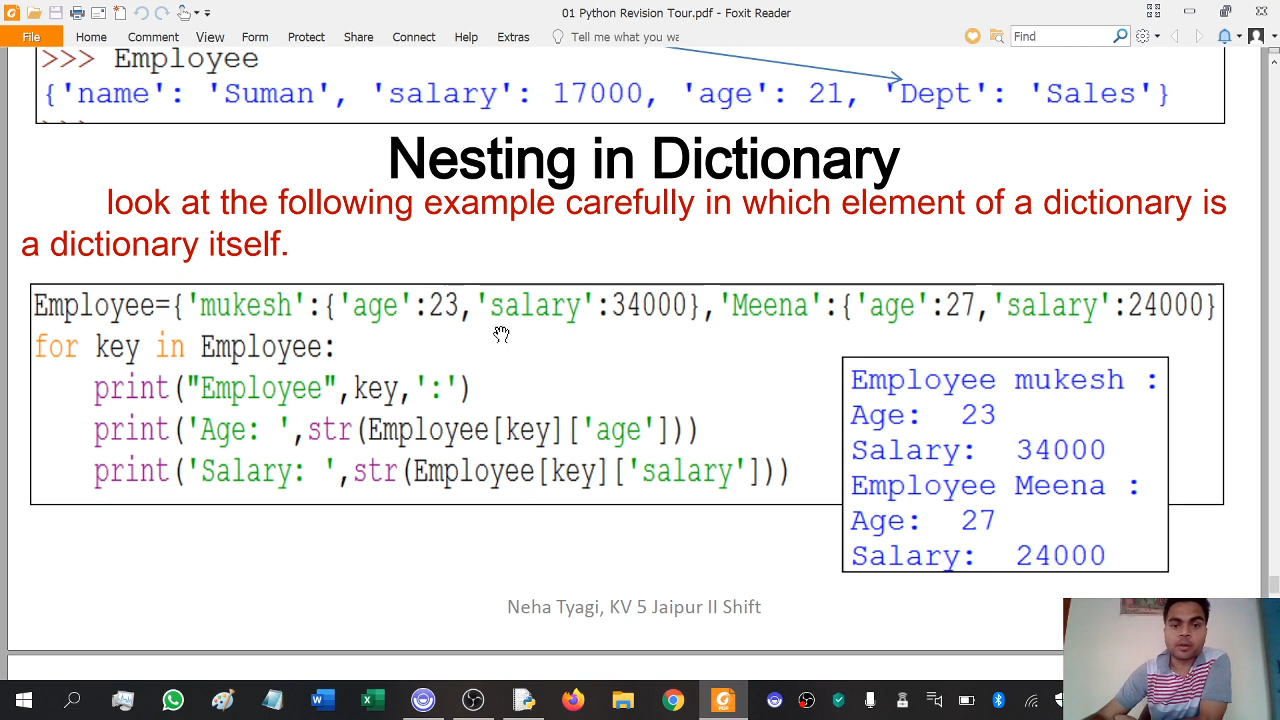 01 Python Revision Tour.pdf - Foxit Reader
File Home Comment View Form Protect Share Connect Help Extras Tell me what you wa Find
>>> Employee
{'name': 'Suman', 'salary': 17000, 'age': 21, 'Dept': 'Sales'}
Nesting in Dictionary
look at the following example carefully in which element of a dictionary is
a dictionary itself.
Employee={'mukesh':{'age':23,'salary':34000},'Meena':{'age':27,'salary':24000}
for key in Employee:
print("Employee",key,':')
print('Age: ',str(Employee[key]['age']))
print('Salary: ',str(Employee[key]['salary']))
Employee mukesh :
Age:  23
Salary:  34000
Employee Meena :
Age:  27
Salary:  24000
Neha Tyagi, KV 5 Jaipur II Shift